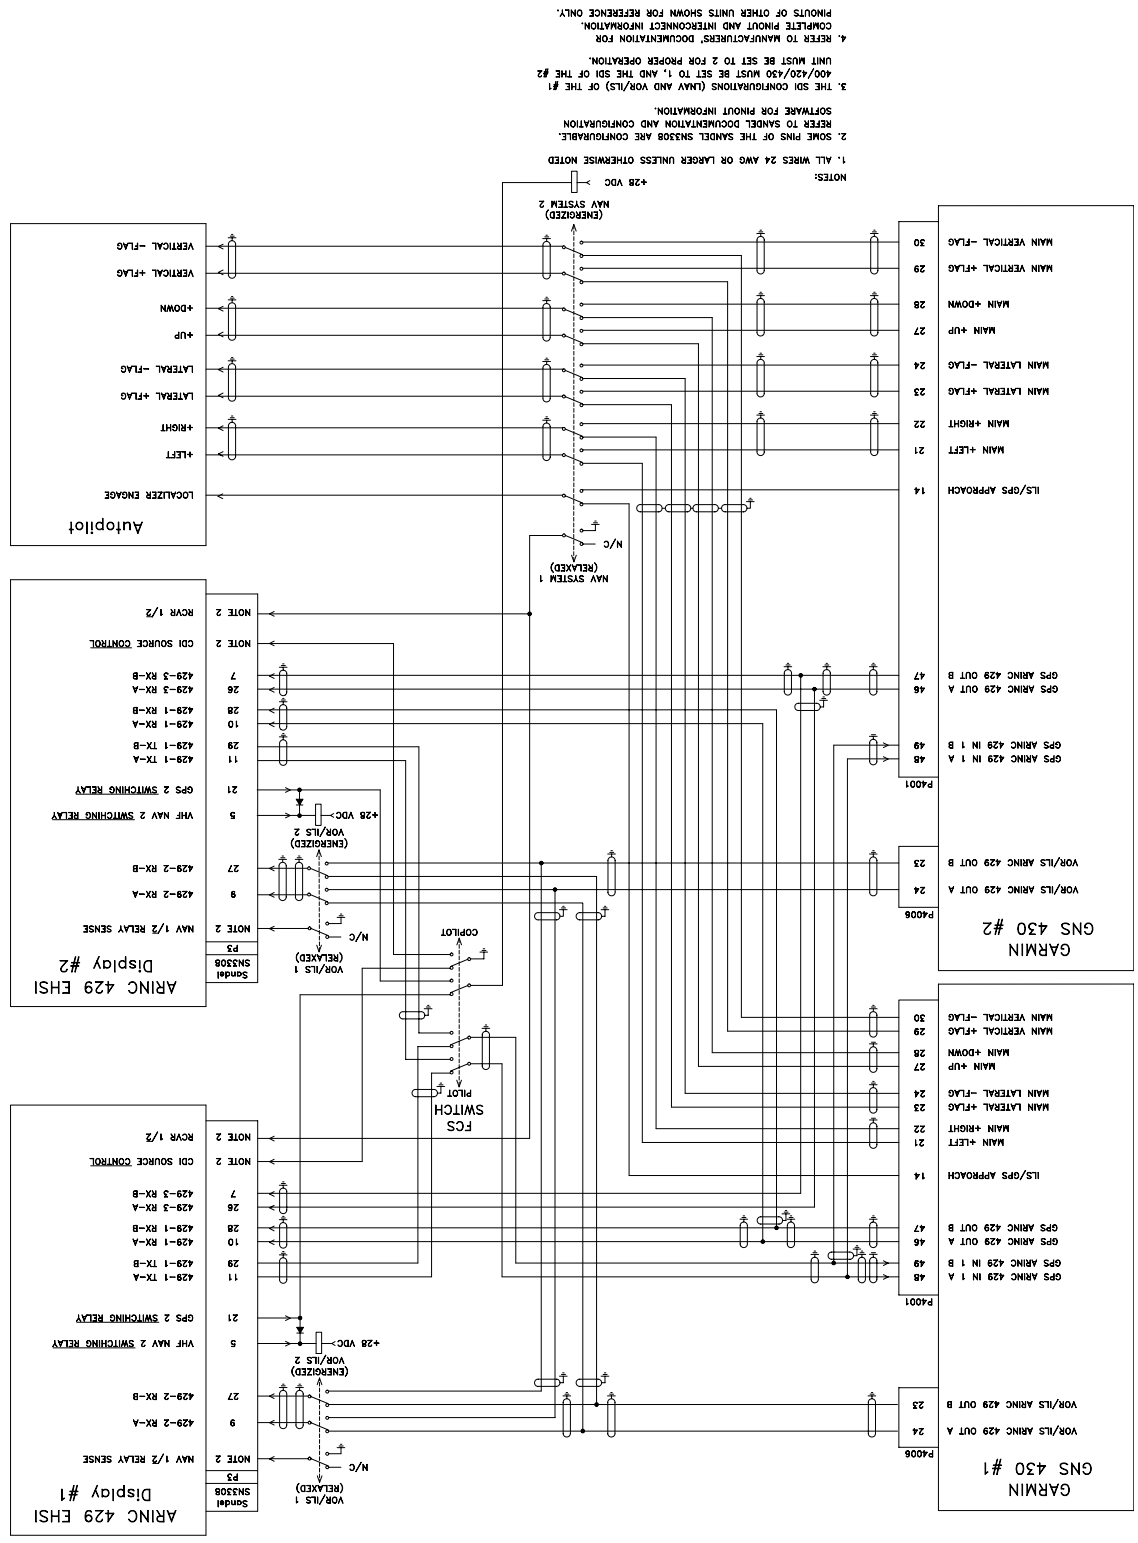 GARMIN
GNS 430 #1
P4006
VOR/ILS ARINC 429 OUT A 24
VOR/ILS ARINC 429 OUT B 23
P4001
GPS ARINC 429 IN 1 A 48
GPS ARINC 429 IN 1 B 49
GPS ARINC 429 OUT A 46
GPS ARINC 429 OUT B 47
ILS/GPS APPROACH 14
MAIN +LEFT 21
MAIN +RIGHT 22
MAIN LATERAL +FLAG 23
MAIN LATERAL -FLAG 24
MAIN +UP 27
MAIN +DOWN 28
MAIN VERTICAL +FLAG 29
MAIN VERTICAL -FLAG 30
ARINC 429 EHSI
Display #1
Sandel
SN3308
P3
VOR/ILS 1
(RELAXED)
N/C
NOTE 2 NAV 1/2 RELAY SENSE
9 429-2 RX-A
27 429-2 RX-B
(ENERGIZED)
VOR/ILS 2
+28 VDC
5 VHF NAV 2 SWITCHING RELAY
21 GPS 2 SWITCHING RELAY
11 429-1 TX-A
29 429-1 TX-B
10 429-1 RX-A
28 429-1 RX-B
26 429-3 RX-A
7 429-3 RX-B
NOTE 2 CDI SOURCE CONTROL
NOTE 2 RCVR 1/2
FCS
SWITCH
PILOT
COPILOT
GARMIN
GNS 430 #2
P4006
VOR/ILS ARINC 429 OUT A 24
VOR/ILS ARINC 429 OUT B 23
P4001
GPS ARINC 429 IN 1 A 48
GPS ARINC 429 IN 1 B 49
GPS ARINC 429 OUT A 46
GPS ARINC 429 OUT B 47
ILS/GPS APPROACH 14
MAIN +LEFT 21
MAIN +RIGHT 22
MAIN LATERAL +FLAG 23
MAIN LATERAL -FLAG 24
MAIN +UP 27
MAIN +DOWN 28
MAIN VERTICAL +FLAG 29
MAIN VERTICAL -FLAG 30
ARINC 429 EHSI
Display #2
Sandel
SN3308
P3
VOR/ILS 1
(RELAXED)
N/C
NOTE 2 NAV 1/2 RELAY SENSE
9 429-2 RX-A
27 429-2 RX-B
(ENERGIZED)
VOR/ILS 2
+28 VDC
5 VHF NAV 2 SWITCHING RELAY
21 GPS 2 SWITCHING RELAY
11 429-1 TX-A
29 429-1 TX-B
10 429-1 RX-A
28 429-1 RX-B
26 429-3 RX-A
7 429-3 RX-B
NOTE 2 CDI SOURCE CONTROL
NOTE 2 RCVR 1/2
NAV SYSTEM 1
(RELAXED)
N/C
Autopilot
LOCALIZER ENGAGE
+LEFT
+RIGHT
LATERAL +FLAG
LATERAL -FLAG
+UP
+DOWN
VERTICAL +FLAG
VERTICAL -FLAG
(ENERGIZED)
NAV SYSTEM 2
+28 VDC
NOTES:
1. ALL WIRES 24 AWG OR LARGER UNLESS OTHERWISE NOTED
2. SOME PINS OF THE SANDEL SN3308 ARE CONFIGURABLE.
REFER TO SANDEL DOCUMENTATION AND CONFIGURATION
SOFTWARE FOR PINOUT INFORMATION.
3. THE SDI CONFIGURATIONS (LNAV AND VOR/ILS) OF THE #1
400/420/430 MUST BE SET TO 1, AND THE SDI OF THE #2
UNIT MUST BE SET TO 2 FOR PROPER OPERATION.
4. REFER TO MANUFACTURERS' DOCUMENTATION FOR
COMPLETE PINOUT AND INTERCONNECT INFORMATION.
PINOUTS OF OTHER UNITS SHOWN FOR REFERENCE ONLY.